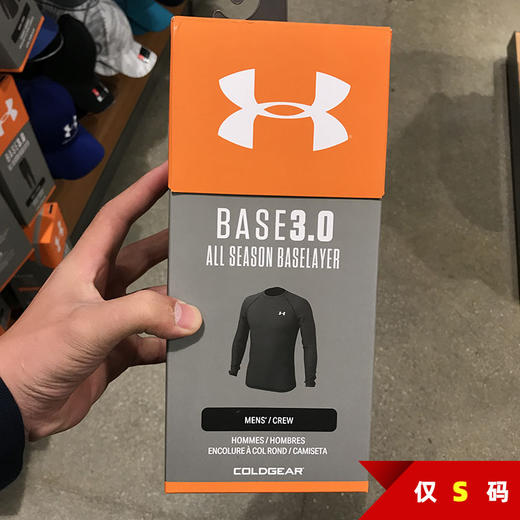 BASE3.0
ALL SEASON BASELAYER
MENS' / CREW
HOMMES / HOMBRES
ENCOLURE À COL ROND / CAMISETA
COLDGEAR®
仅 S 码